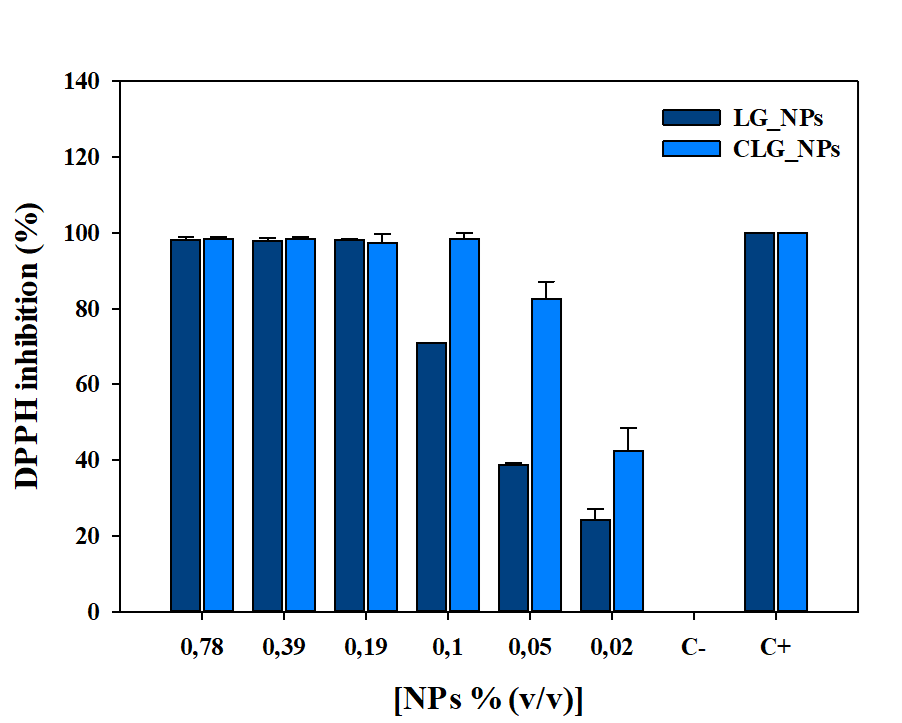 140
120
100
80
60
40
20
0
DPPH inhibition (%)
LG_NPs
CLG_NPs
0,78 0,39 0,19 0,1 0,05 0,02 C- C+
[NPs % (v/v)]